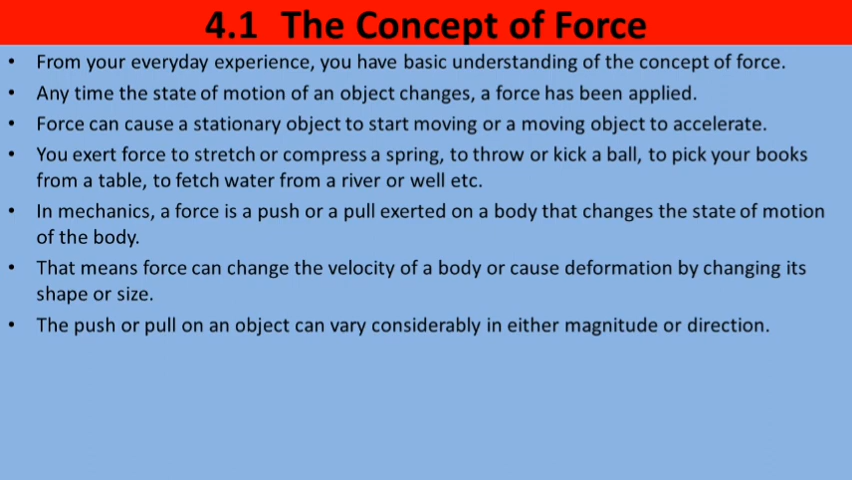 4.1 The Concept of Force
• From your everyday experience, you have basic understanding of the concept of force.
• Any time the state of motion of an object changes, a force has been applied.
• Force can cause a stationary object to start moving or a moving object to accelerate.
• You exert force to stretch or compress a spring, to throw or kick a ball, to pick your books
from a table, to fetch water from a river or well etc.
• In mechanics, a force is a push or a pull exerted on a body that changes the state of motion
of the body.
• That means force can change the velocity of a body or cause deformation by changing its
shape or size.
• The push or pull on an object can vary considerably in either magnitude or direction.